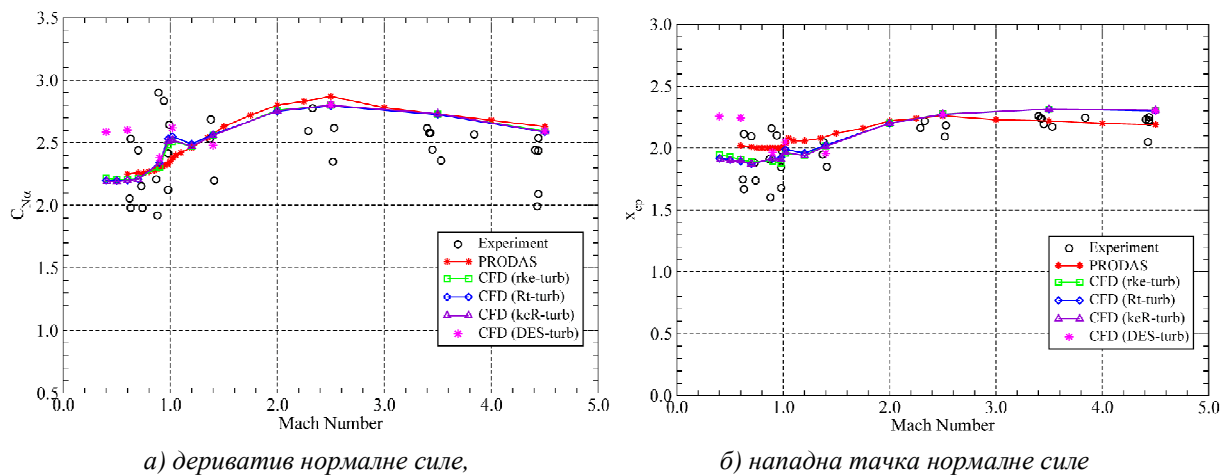 3.5
3.0
2.5
2.0
1.5
1.0
0.5
C_Nα
0.0 1.0 2.0 3.0 4.0 5.0
Mach Number
Experiment
PRODAS
CFD (rke-turb)
CFD (Rt-turb)
CFD (keR-turb)
CFD (DES-turb)
а) дериватив нормалне силе,
3.0
2.5
2.0
1.5
1.0
0.5
0.0
x_cp
0.0 1.0 2.0 3.0 4.0 5.0
Mach Number
Experiment
PRODAS
CFD (rke-turb)
CFD (Rt-turb)
CFD (keR-turb)
CFD (DES-turb)
б) нападна тачка нормалне силе